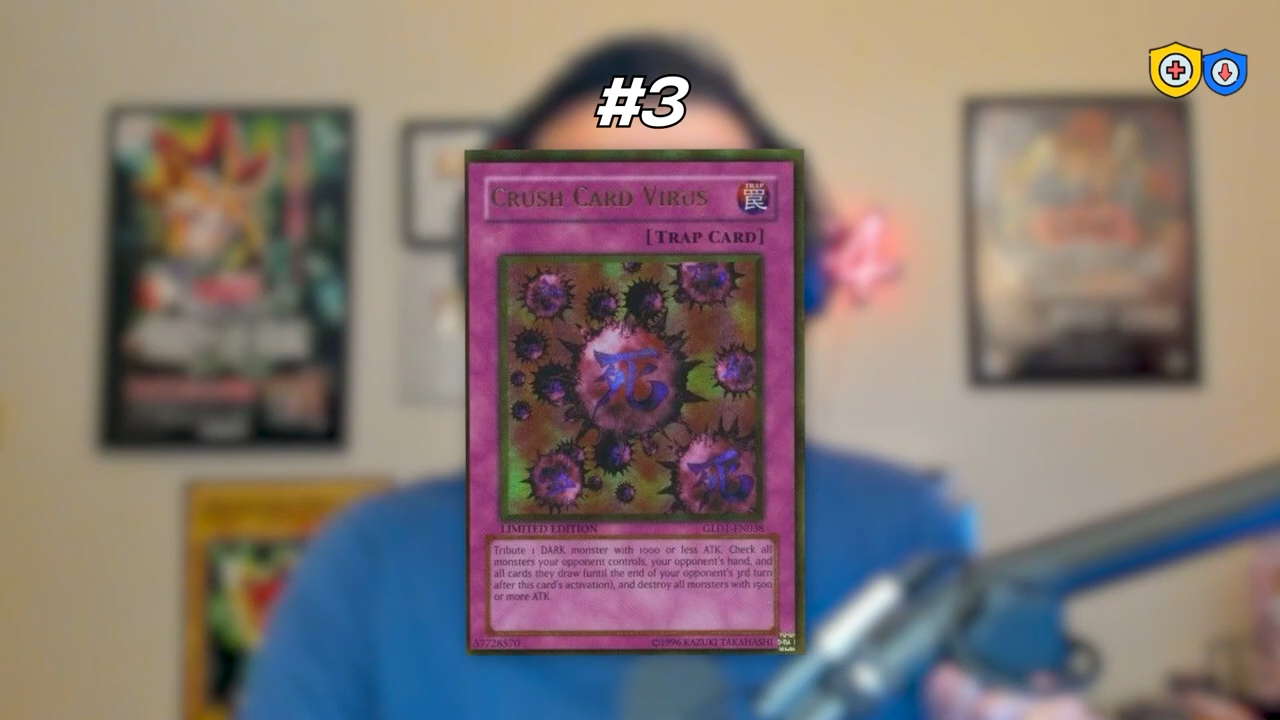 #3
CRUSH CARD VIRUS
TRAP
罠
[TRAP CARD]
死
死
LIMITED EDITION
GLD1-EN038
Tribute 1 DARK monster with 1000 or less ATK. Check all
monsters your opponent controls, your opponent's hand, and
all cards they draw (until the end of your opponent's 3rd turn
after this card's activation), and destroy all monsters with 1500
or more ATK.
57728570
©1996 KAZUKI TAKAHASHI